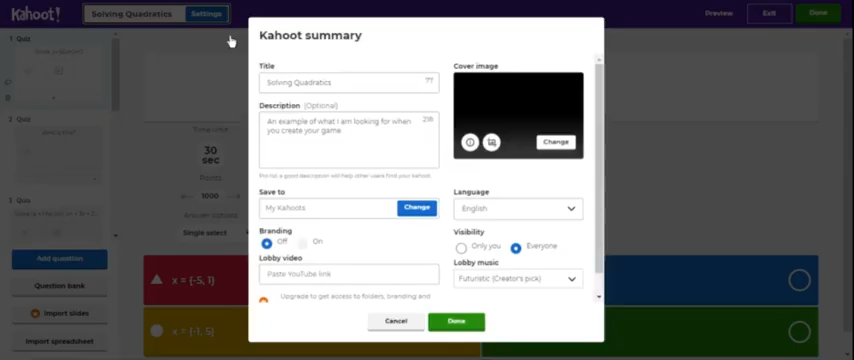 Kahoot!
Solving Quadratics
Settings
Preview
Exit
Done
1 Quiz
2 Quiz
3 Quiz
Add question
Question bank
Import slides
Import spreadsheet
Time limit
30
sec
Points
1000
Answer options
Single select
Kahoot summary
Title
Solving Quadratics
77
Description (Optional)
An example of what I am looking for when
you create your game
Pro tip: a good description will help other users find your kahoot.
Save to
My Kahoots
Change
Branding
Off
On
Lobby video
Paste YouTube link
Upgrade to get access to folders, branding and
Cover image
Change
Language
English
Visibility
Only you
Everyone
Lobby music
Futuristic (Creator's pick)
Cancel
Done
x = {-5, 1}
x = {-1, 5}